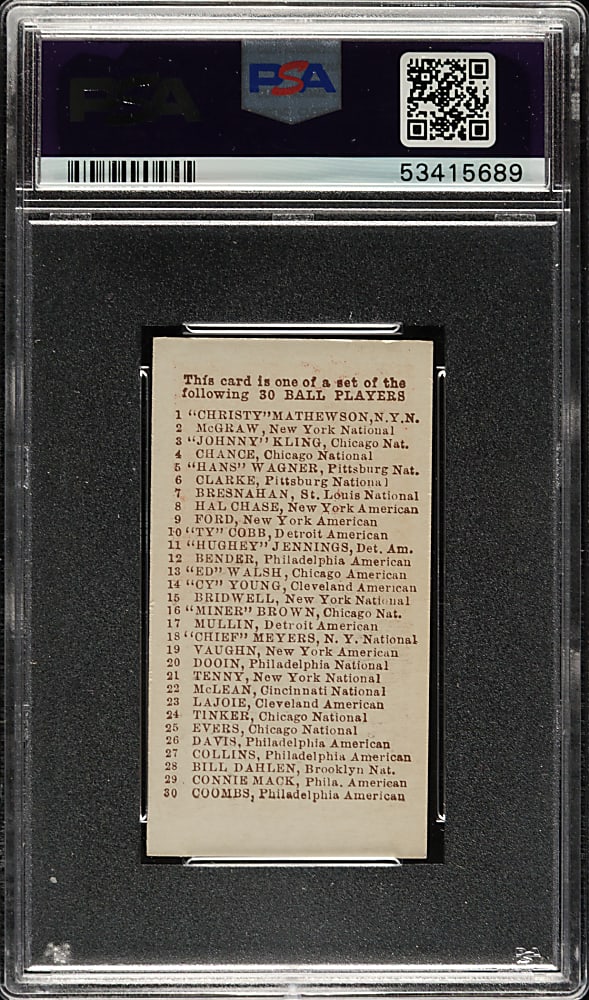 PSA
PSA
53415689
This card is one of a set of the
following 30 BALL PLAYERS
1 "CHRISTY" MATHEWSON, N.Y.N.
2 McGRAW, New York National
3 "JOHNNY" KLING, Chicago Nat.
4 CHANCE, Chicago National
5 "HANS" WAGNER, Pittsburg Nat.
6 CLARKE, Pittsburg National
7 BRESNAHAN, St. Louis National
8 HAL CHASE, New York American
9 FORD, New York American
10 "TY" COBB, Detroit American
11 "HUGHEY" JENNINGS, Det. Am.
12 BENDER, Philadelphia American
13 "ED" WALSH, Chicago American
14 "CY" YOUNG, Cleveland American
15 BRIDWELL, New York National
16 "MINER" BROWN, Chicago Nat.
17 MULLIN, Detroit American
18 "CHIEF" MEYERS, N. Y. National
19 VAUGHN, New York American
20 DOOIN, Philadelphia National
21 TENNY, New York National
22 McLEAN, Cincinnati National
23 LAJOIE, Cleveland American
24 TINKER, Chicago National
25 EVERS, Chicago National
26 DAVIS, Philadelphia American
27 COLLINS, Philadelphia American
28 BILL DAHLEN, Brooklyn Nat.
29 CONNIE MACK, Phila. American
30 COOMBS, Philadelphia American